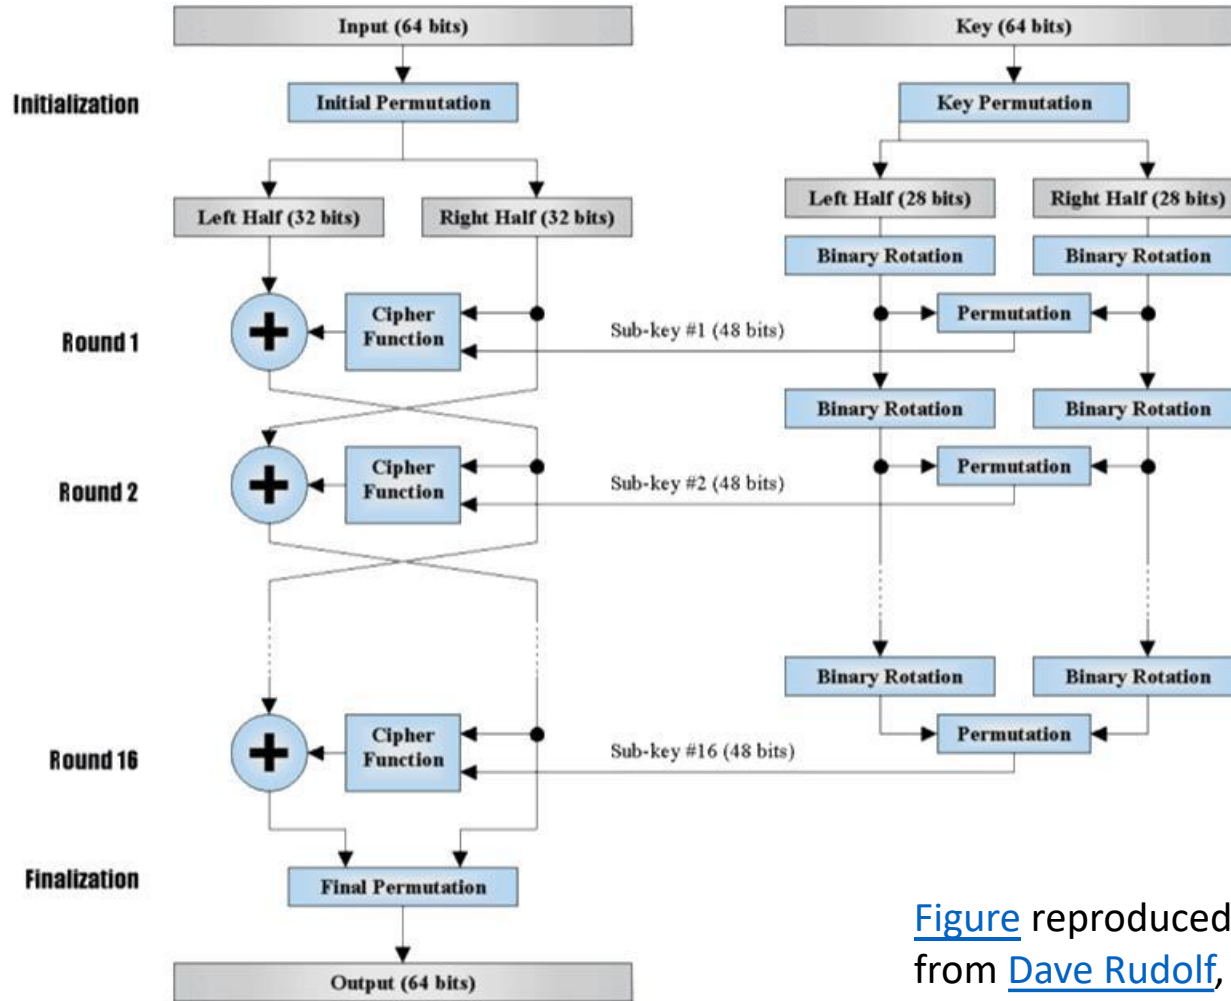 Input (64 bits)
Key (64 bits)
Initialization
Initial Permutation
Key Permutation
Left Half (32 bits)
Right Half (32 bits)
Left Half (28 bits)
Right Half (28 bits)
Binary Rotation
Binary Rotation
Round 1
Cipher
Function
Sub-key #1 (48 bits)
Permutation
Binary Rotation
Binary Rotation
Round 2
Cipher
Function
Sub-key #2 (48 bits)
Permutation
Binary Rotation
Binary Rotation
Round 16
Cipher
Function
Sub-key #16 (48 bits)
Permutation
Finalization
Final Permutation
Output (64 bits)
Figure reproduced
from Dave Rudolf,